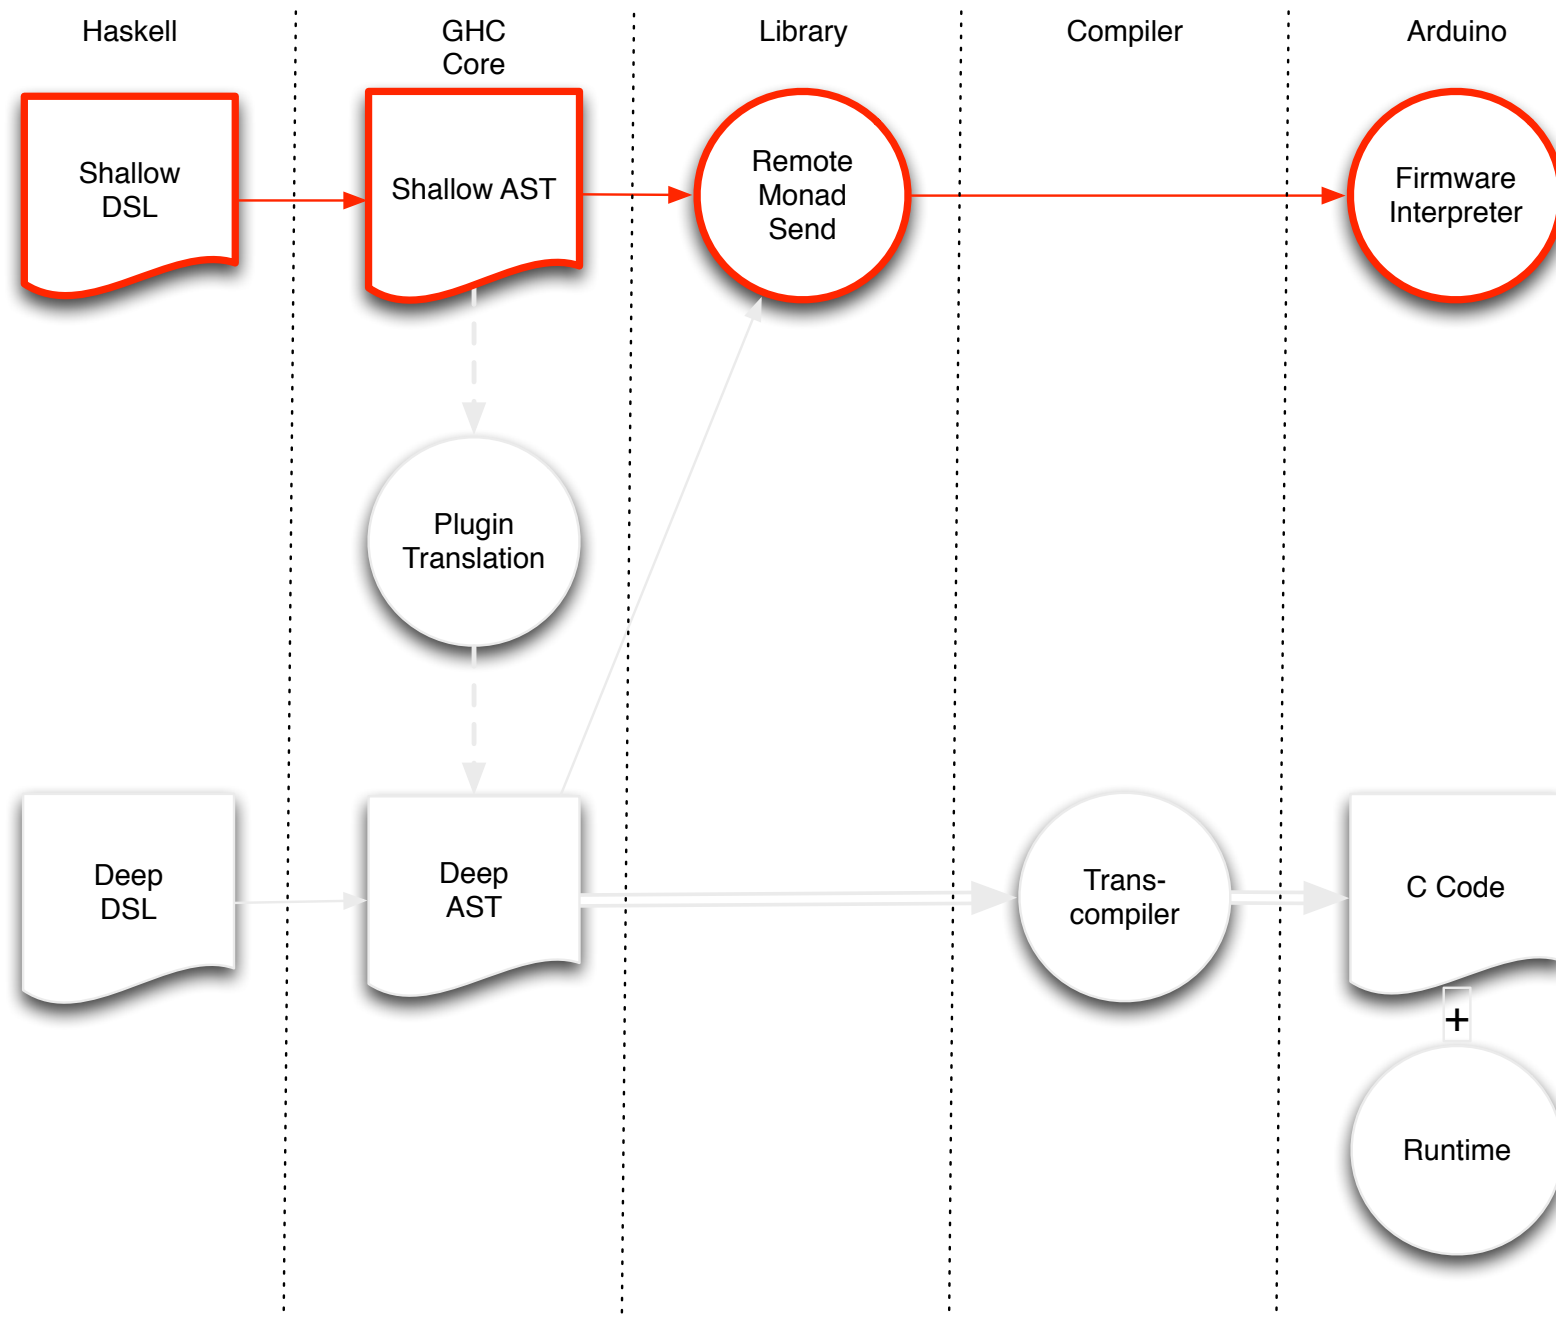 Haskell
GHC
Core
Library
Compiler
Arduino
Shallow
DSL
Shallow AST
Remote
Monad
Send
Firmware
Interpreter
Plugin
Translation
Deep
DSL
Deep
AST
Trans-
compiler
C Code
+
Runtime